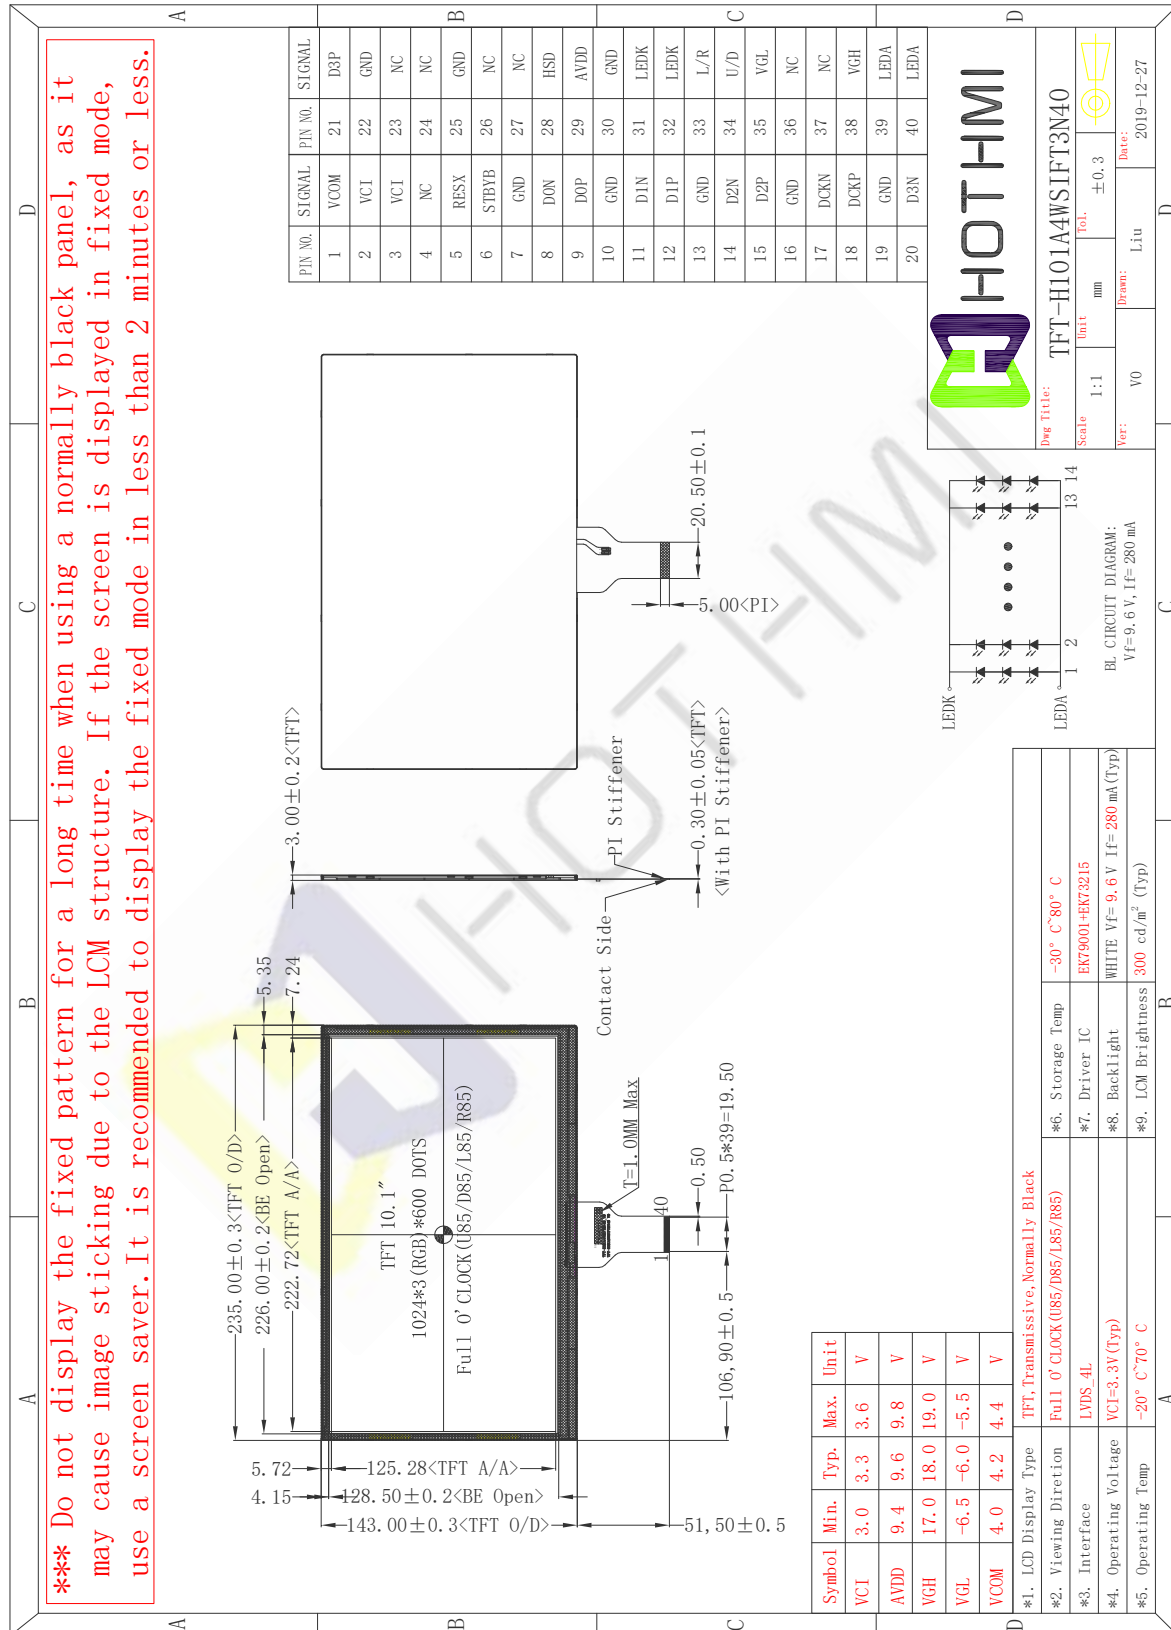 *** Do not display the fixed pattern for a long time when using a normally black panel, as it
may cause image sticking due to the LCM structure. If the screen is displayed in fixed mode,
use a screen saver.It is recommended to display the fixed mode in less than 2 minutes or less.
A B C D
A B C D
A B C D
A B C D
235.00±0.3<TFT O/D>
226.00±0.2<BE Open>
222.72<TFT A/A>
5.35
7.24
5.72
4.15
125.28<TFT A/A>
128.50±0.2<BE Open>
143.00±0.3<TFT O/D>
51,50±0.5
TFT 10.1"
1024*3(RGB)*600 DOTS
Full O'CLOCK(U85/D85/L85/R85)
T=1.0MM Max
1
40
0.50
P0.5*39=19.50
106,90±0.5
3.00±0.2<TFT>
Contact Side
PI Stiffener
0.30±0.05<TFT>
<With PI Stiffener>
5.00<PI>
20.50±0.1
PIN NO. SIGNAL PIN NO. SIGNAL
1 VCOM 21 D3P
2 VCI 22 GND
3 VCI 23 NC
4 NC 24 NC
5 RESX 25 GND
6 STBYB 26 NC
7 GND 27 NC
8 D0N 28 HSD
9 D0P 29 AVDD
10 GND 30 GND
11 D1N 31 LEDK
12 D1P 32 LEDK
13 GND 33 L/R
14 D2N 34 U/D
15 D2P 35 VGL
16 GND 36 NC
17 DCKN 37 NC
18 DCKP 38 VGH
19 GND 39 LEDA
20 D3N 40 LEDA
Symbol Min. Typ. Max. Unit
VCI 3.0 3.3 3.6 V
AVDD 9.4 9.6 9.8 V
VGH 17.0 18.0 19.0 V
VGL -6.5 -6.0 -5.5 V
VCOM 4.0 4.2 4.4 V
*1. LCD Display Type TFT, Transmissive,Normally Black
*2. Viewing Diretion Full O'CLOCK(U85/D85/L85/R85)
*3. Interface LVDS_4L
*4. Operating Voltage VCI=3.3V(Typ)
*5. Operating Temp -20° C~70° C
*6. Storage Temp -30° C~80° C
*7. Driver IC EK79001+EK73215
*8. Backlight WHITE Vf= 9.6 V If= 280 mA(Typ)
*9. LCM Brightness 300 cd/m² (Typ)
LEDK
LEDA
1 2 13 14
BL CIRCUIT DIAGRAM:
Vf=9.6 V, If= 280 mA
HOTHMI
Dwg Title: TFT-H101A4WSIFT3N40
Scale 1:1 Unit mm Tol. ±0.3
Ver: V0 Drawn: Liu Date: 2019-12-27
HOTHMI